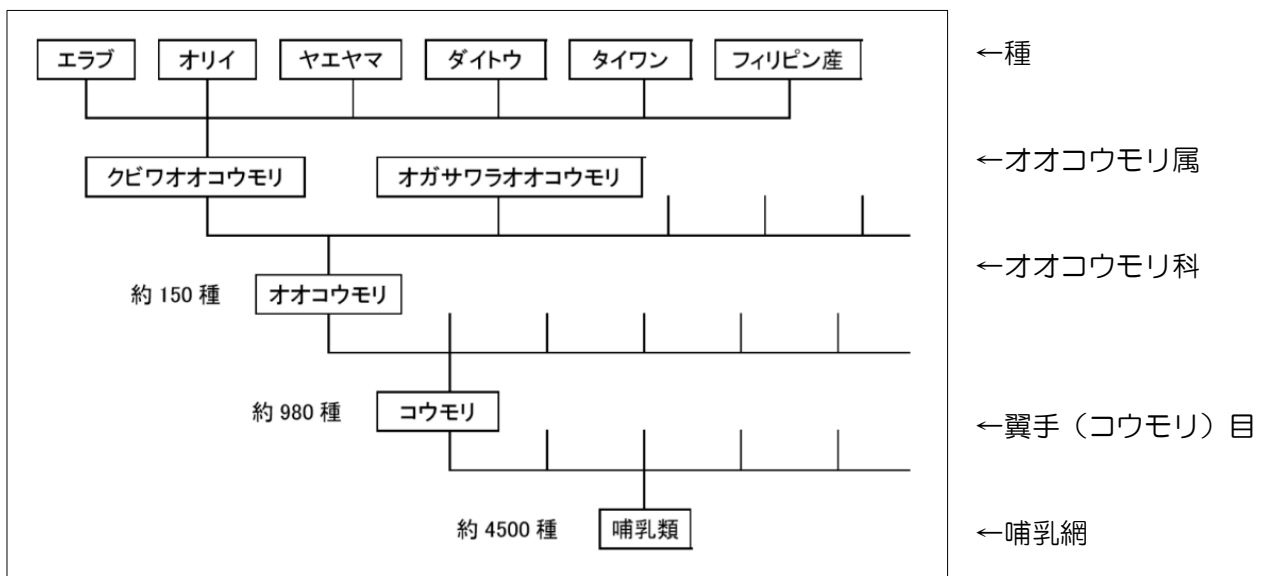 エラブ オリイ ヤエヤマ ダイトウ タイワン フィリピン産 ←種
クビワオオコウモリ オガサワラオオコウモリ ←オオコウモリ属
←オオコウモリ科
約 150 種 オオコウモリ
約 980 種 コウモリ ←翼手（コウモリ）目
約 4500 種 哺乳類 ←哺乳網